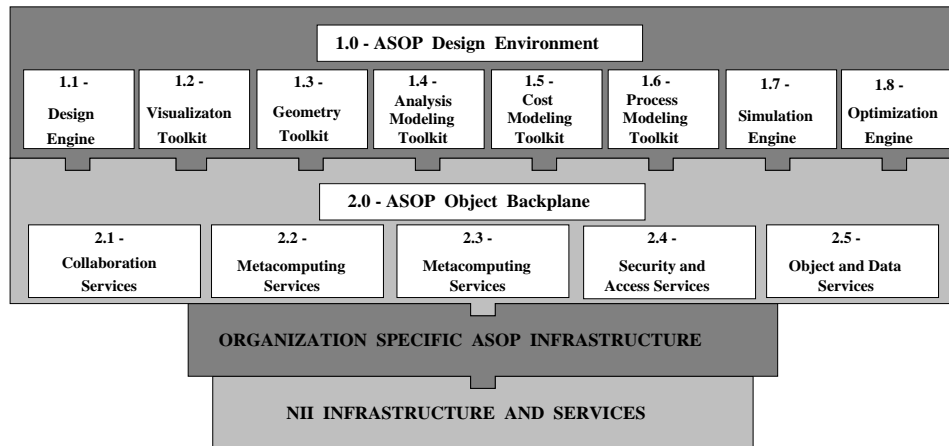 1.0 - ASOP Design Environment
1.1 -
Design
Engine
1.2 -
Visualizaton
Toolkit
1.3 -
Geometry
Toolkit
1.4 -
Analysis
Modeling
Toolkit
1.5 -
Cost
Modeling
Toolkit
1.6 -
Process
Modeling
Toolkit
1.7 -
Simulation
Engine
1.8 -
Optimization
Engine
2.0 - ASOP Object Backplane
2.1 -
Collaboration
Services
2.2 -
Metacomputing
Services
2.3 -
Metacomputing
Services
2.4 -
Security and
Access Services
2.5 -
Object and Data
Services
ORGANIZATION SPECIFIC ASOP INFRASTRUCTURE
NII INFRASTRUCTURE AND SERVICES